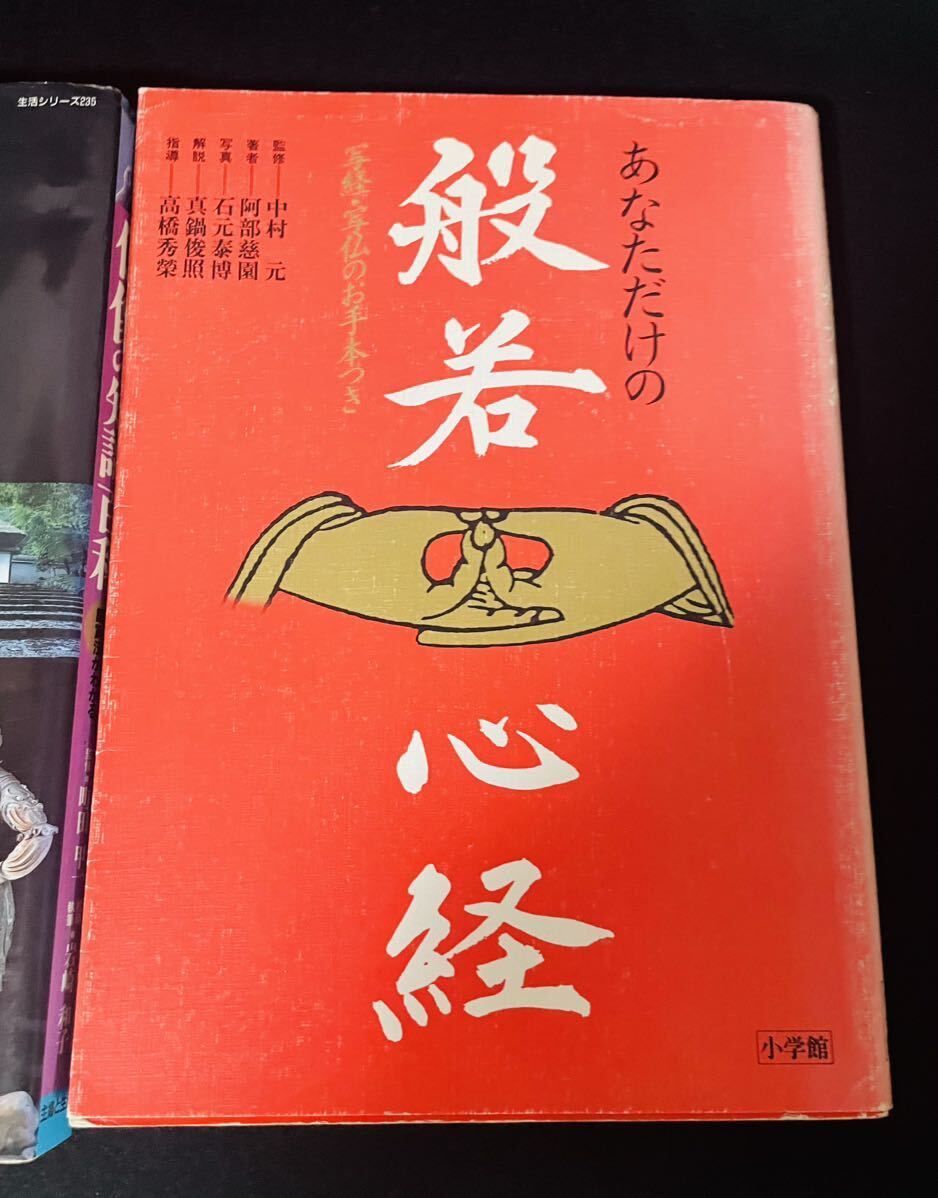 あなただけの
般若心経
写経・写仏のお手本つき
監修―中村 元
著者―阿部慈園
写真―石元泰博
解説―真鍋俊照
指導―高橋秀榮
小学館
生活シリーズ235